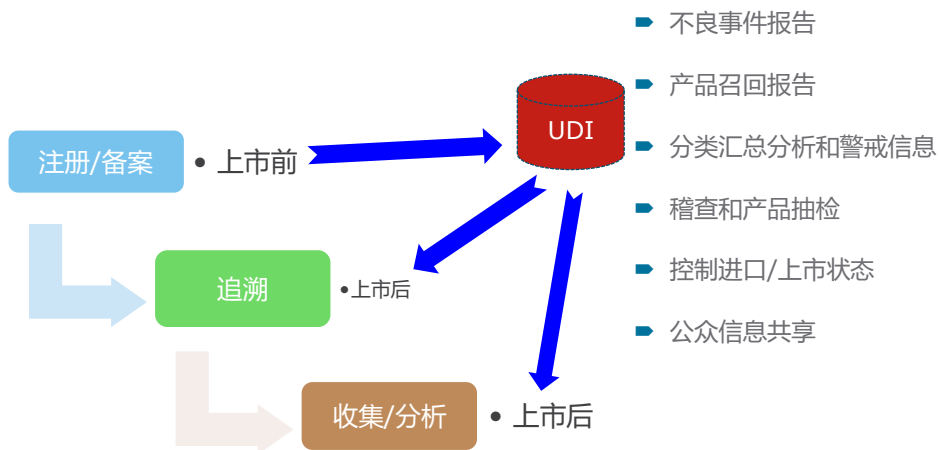 注册/备案
• 上市前
UDI
追溯
•上市后
收集/分析
• 上市后
不良事件报告
产品召回报告
分类汇总分析和警戒信息
稽查和产品抽检
控制进口/上市状态
公众信息共享